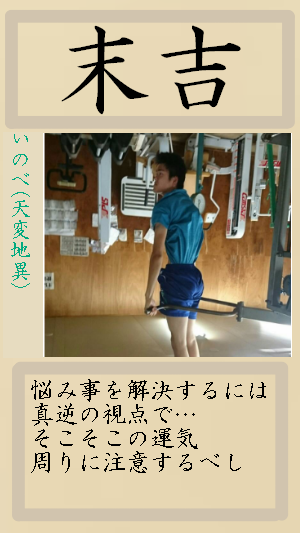 末吉
いのべ(天変地異)
悩み事を解決するには
真逆の視点で…
そこそこの運気
周りに注意するべし